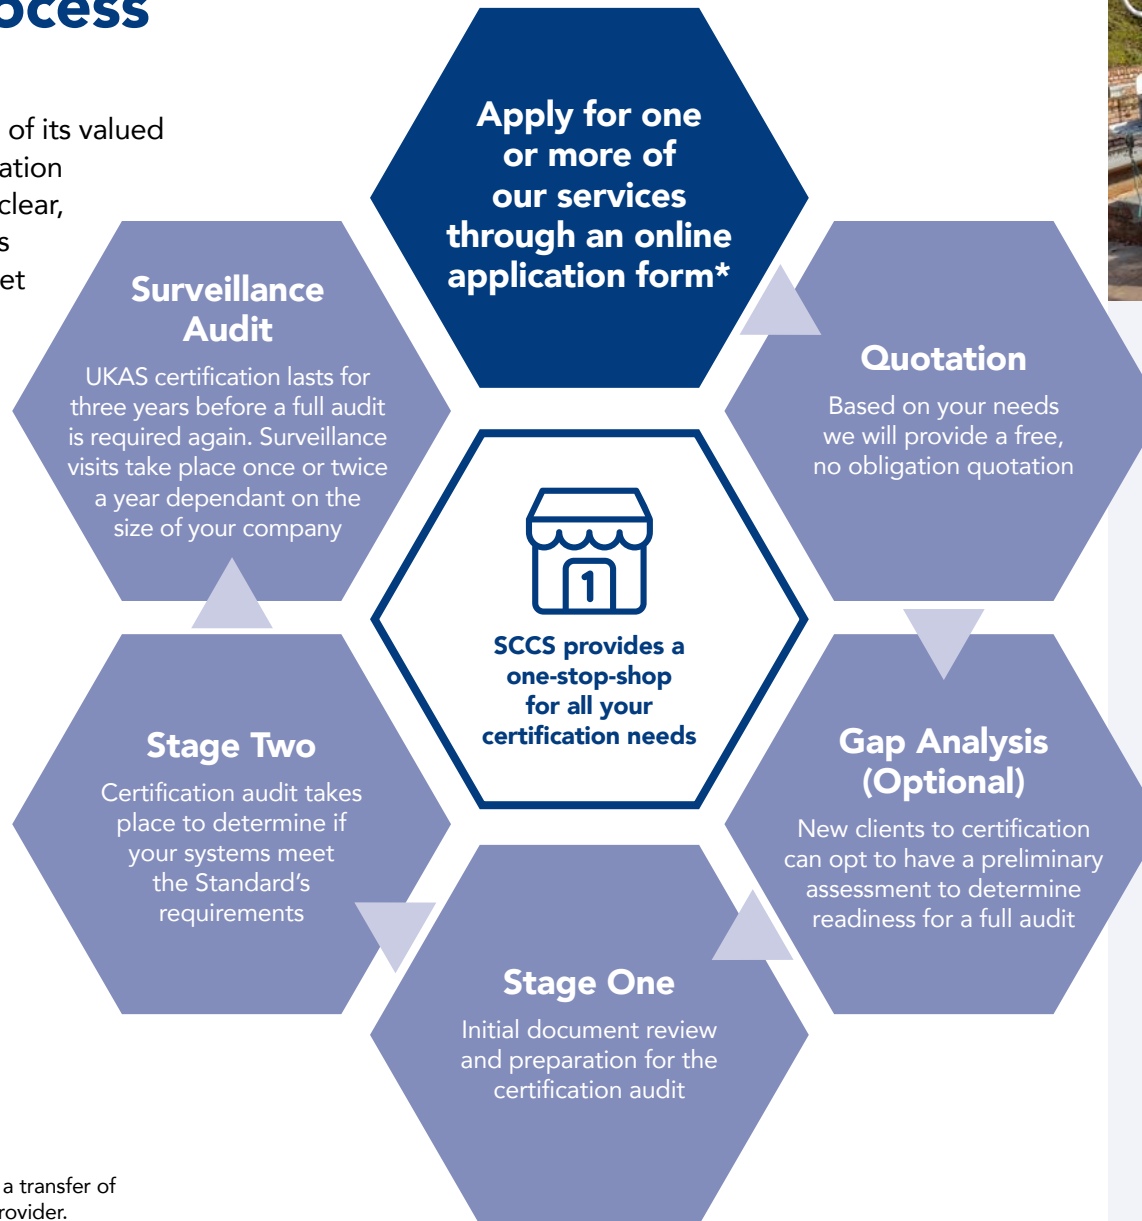 of its valued
clear,
Apply for one
or more of
our services
through an online
application form*
Quotation
Based on your needs
we will provide a free,
no obligation quotation
Gap Analysis
(Optional)
New clients to certification
can opt to have a preliminary
assessment to determine
readiness for a full audit
Stage One
Initial document review
and preparation for the
certification audit
Stage Two
Certification audit takes
place to determine if
your systems meet
the Standard's
requirements
Surveillance
Audit
UKAS certification lasts for
three years before a full audit
is required again. Surveillance
visits take place once or twice
a year dependant on the
size of your company
1
SCCS provides a
one-stop-shop
for all your
certification needs
a transfer of